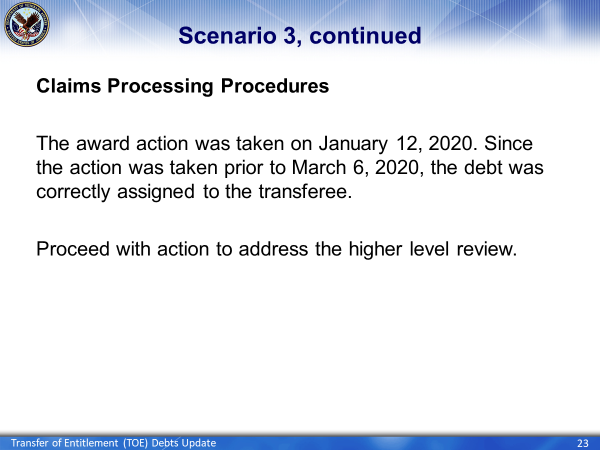 Scenario 3, continued
Claims Processing Procedures
The award action was taken on January 12, 2020. Since
the action was taken prior to March 6, 2020, the debt was
correctly assigned to the transferee.
Proceed with action to address the higher level review.
Transfer of Entitlement (TOE) Debts Update
23